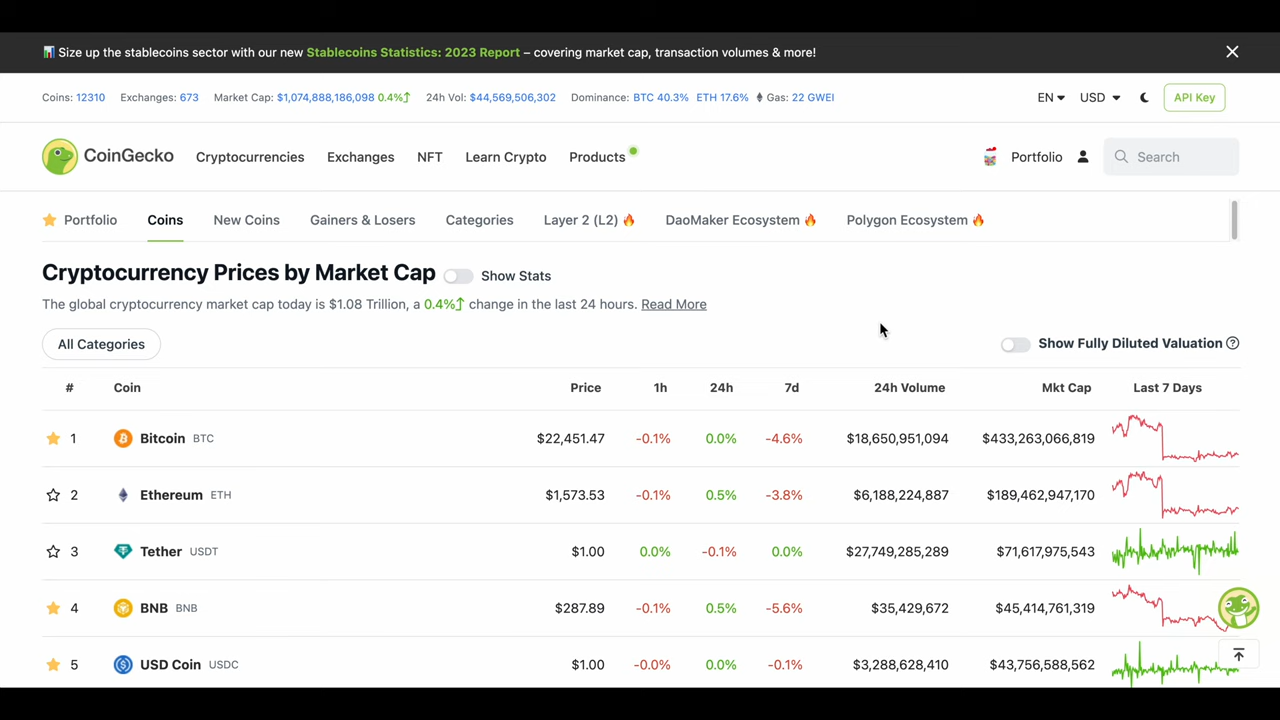 Size up the stablecoins sector with our new Stablecoins Statistics: 2023 Report – covering market cap, transaction volumes & more!
Coins: 12310 Exchanges: 673 Market Cap: $1,074,888,186,098 0.4% 24h Vol: $44,569,506,302 Dominance: BTC 40.3% ETH 17.6% Gas: 22 GWEI EN USD API Key
CoinGecko Cryptocurrencies Exchanges NFT Learn Crypto Products Portfolio Search
Portfolio Coins New Coins Gainers & Losers Categories Layer 2 (L2) DaoMaker Ecosystem Polygon Ecosystem
Cryptocurrency Prices by Market Cap Show Stats
The global cryptocurrency market cap today is $1.08 Trillion, a 0.4% change in the last 24 hours. Read More
All Categories Show Fully Diluted Valuation ?
# Coin Price 1h 24h 7d 24h Volume Mkt Cap Last 7 Days
1 Bitcoin BTC $22,451.47 -0.1% 0.0% -4.6% $18,650,951,094 $433,263,066,819
2 Ethereum ETH $1,573.53 -0.1% 0.5% -3.8% $6,188,224,887 $189,462,947,170
3 Tether USDT $1.00 0.0% -0.1% 0.0% $27,749,285,289 $71,617,975,543
4 BNB BNB $287.89 -0.1% 0.5% -5.6% $35,429,672 $45,414,761,319
5 USD Coin USDC $1.00 -0.0% 0.0% -0.1% $3,288,628,410 $43,756,588,562